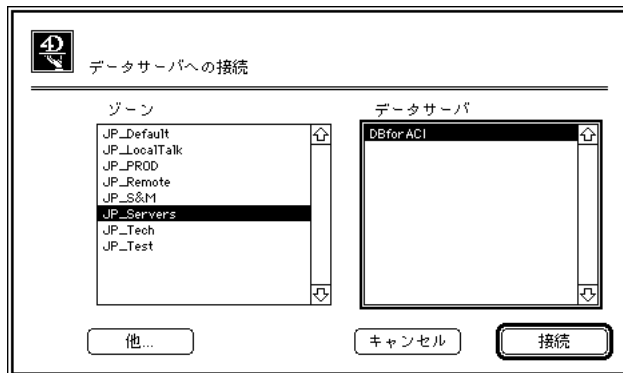 4D
データサーバへの接続
ゾーン
JP_Default
JP_LocalTalk
JP_PROD
JP_Remote
JP_S&M
JP_Servers
JP_Tech
JP_Test
データサーバ
DBforACI
他...
キャンセル
接続